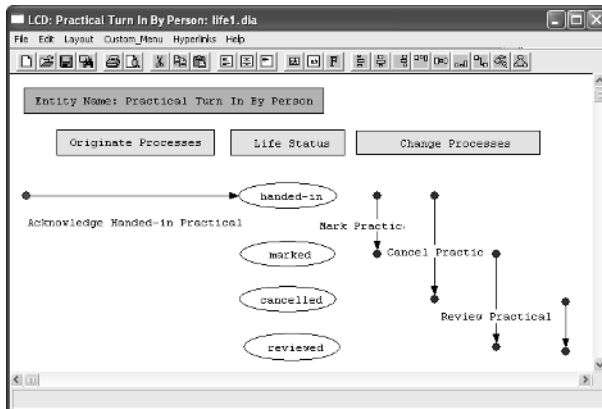 LCD: Practical Turn In By Person: life1.dia
File Edit Layout Custom_Menu Hyperlinks Help
Entity Name: Practical Turn In By Person
Originate Processes Life Status Change Processes
handed-in
Acknowledge Handed-in Practical
Mark Practic
marked
Cancel Practic
cancelled
Review Practical
reviewed